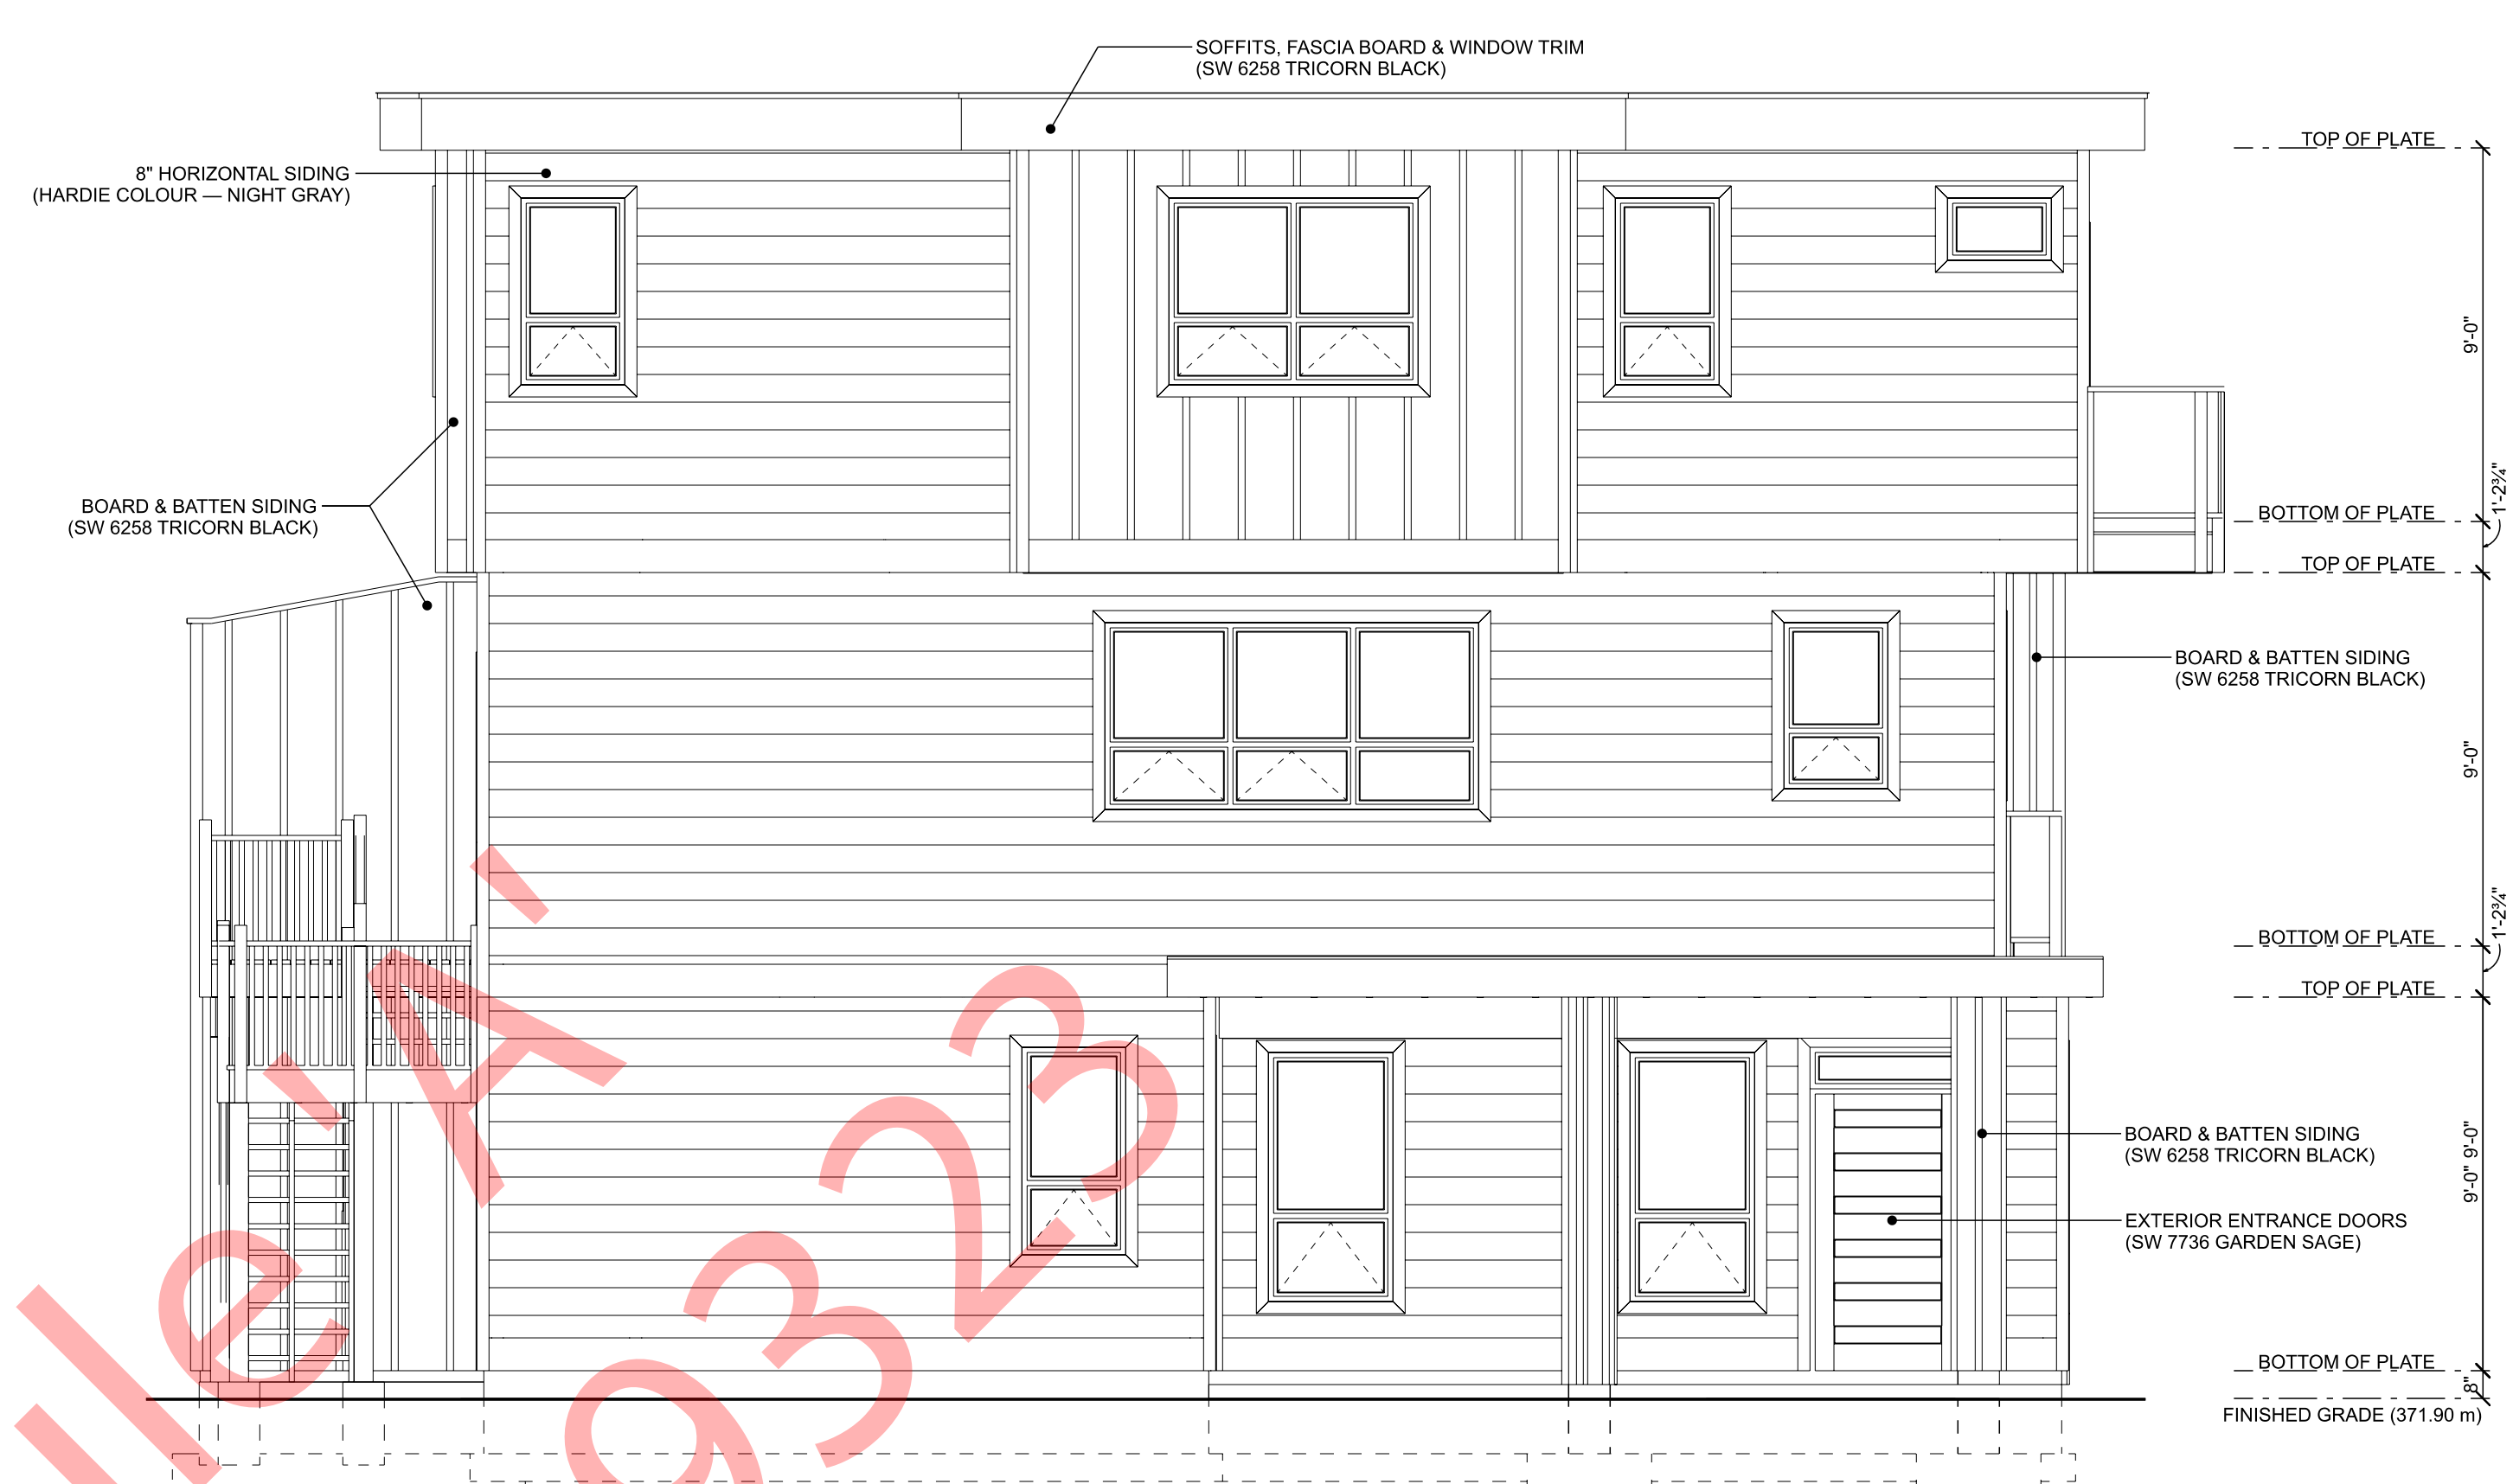 SOFFITS, FASCIA BOARD & WINDOW TRIM
(SW 6258 TRICORN BLACK)
TOP OF PLATE
8" HORIZONTAL SIDING
(HARDIE COLOUR — NIGHT GRAY)
9'-0"
BOARD & BATTEN SIDING
(SW 6258 TRICORN BLACK)
BOTTOM OF PLATE
1'-2¾"
TOP OF PLATE
BOARD & BATTEN SIDING
(SW 6258 TRICORN BLACK)
9'-0"
BOTTOM OF PLATE
1'-2¾"
TOP OF PLATE
BOARD & BATTEN SIDING
(SW 6258 TRICORN BLACK)
9'-0" 9'-0"
EXTERIOR ENTRANCE DOORS
(SW 7736 GARDEN SAGE)
BOTTOM OF PLATE
8"
FINISHED GRADE (371.90 m)
'A'
9323